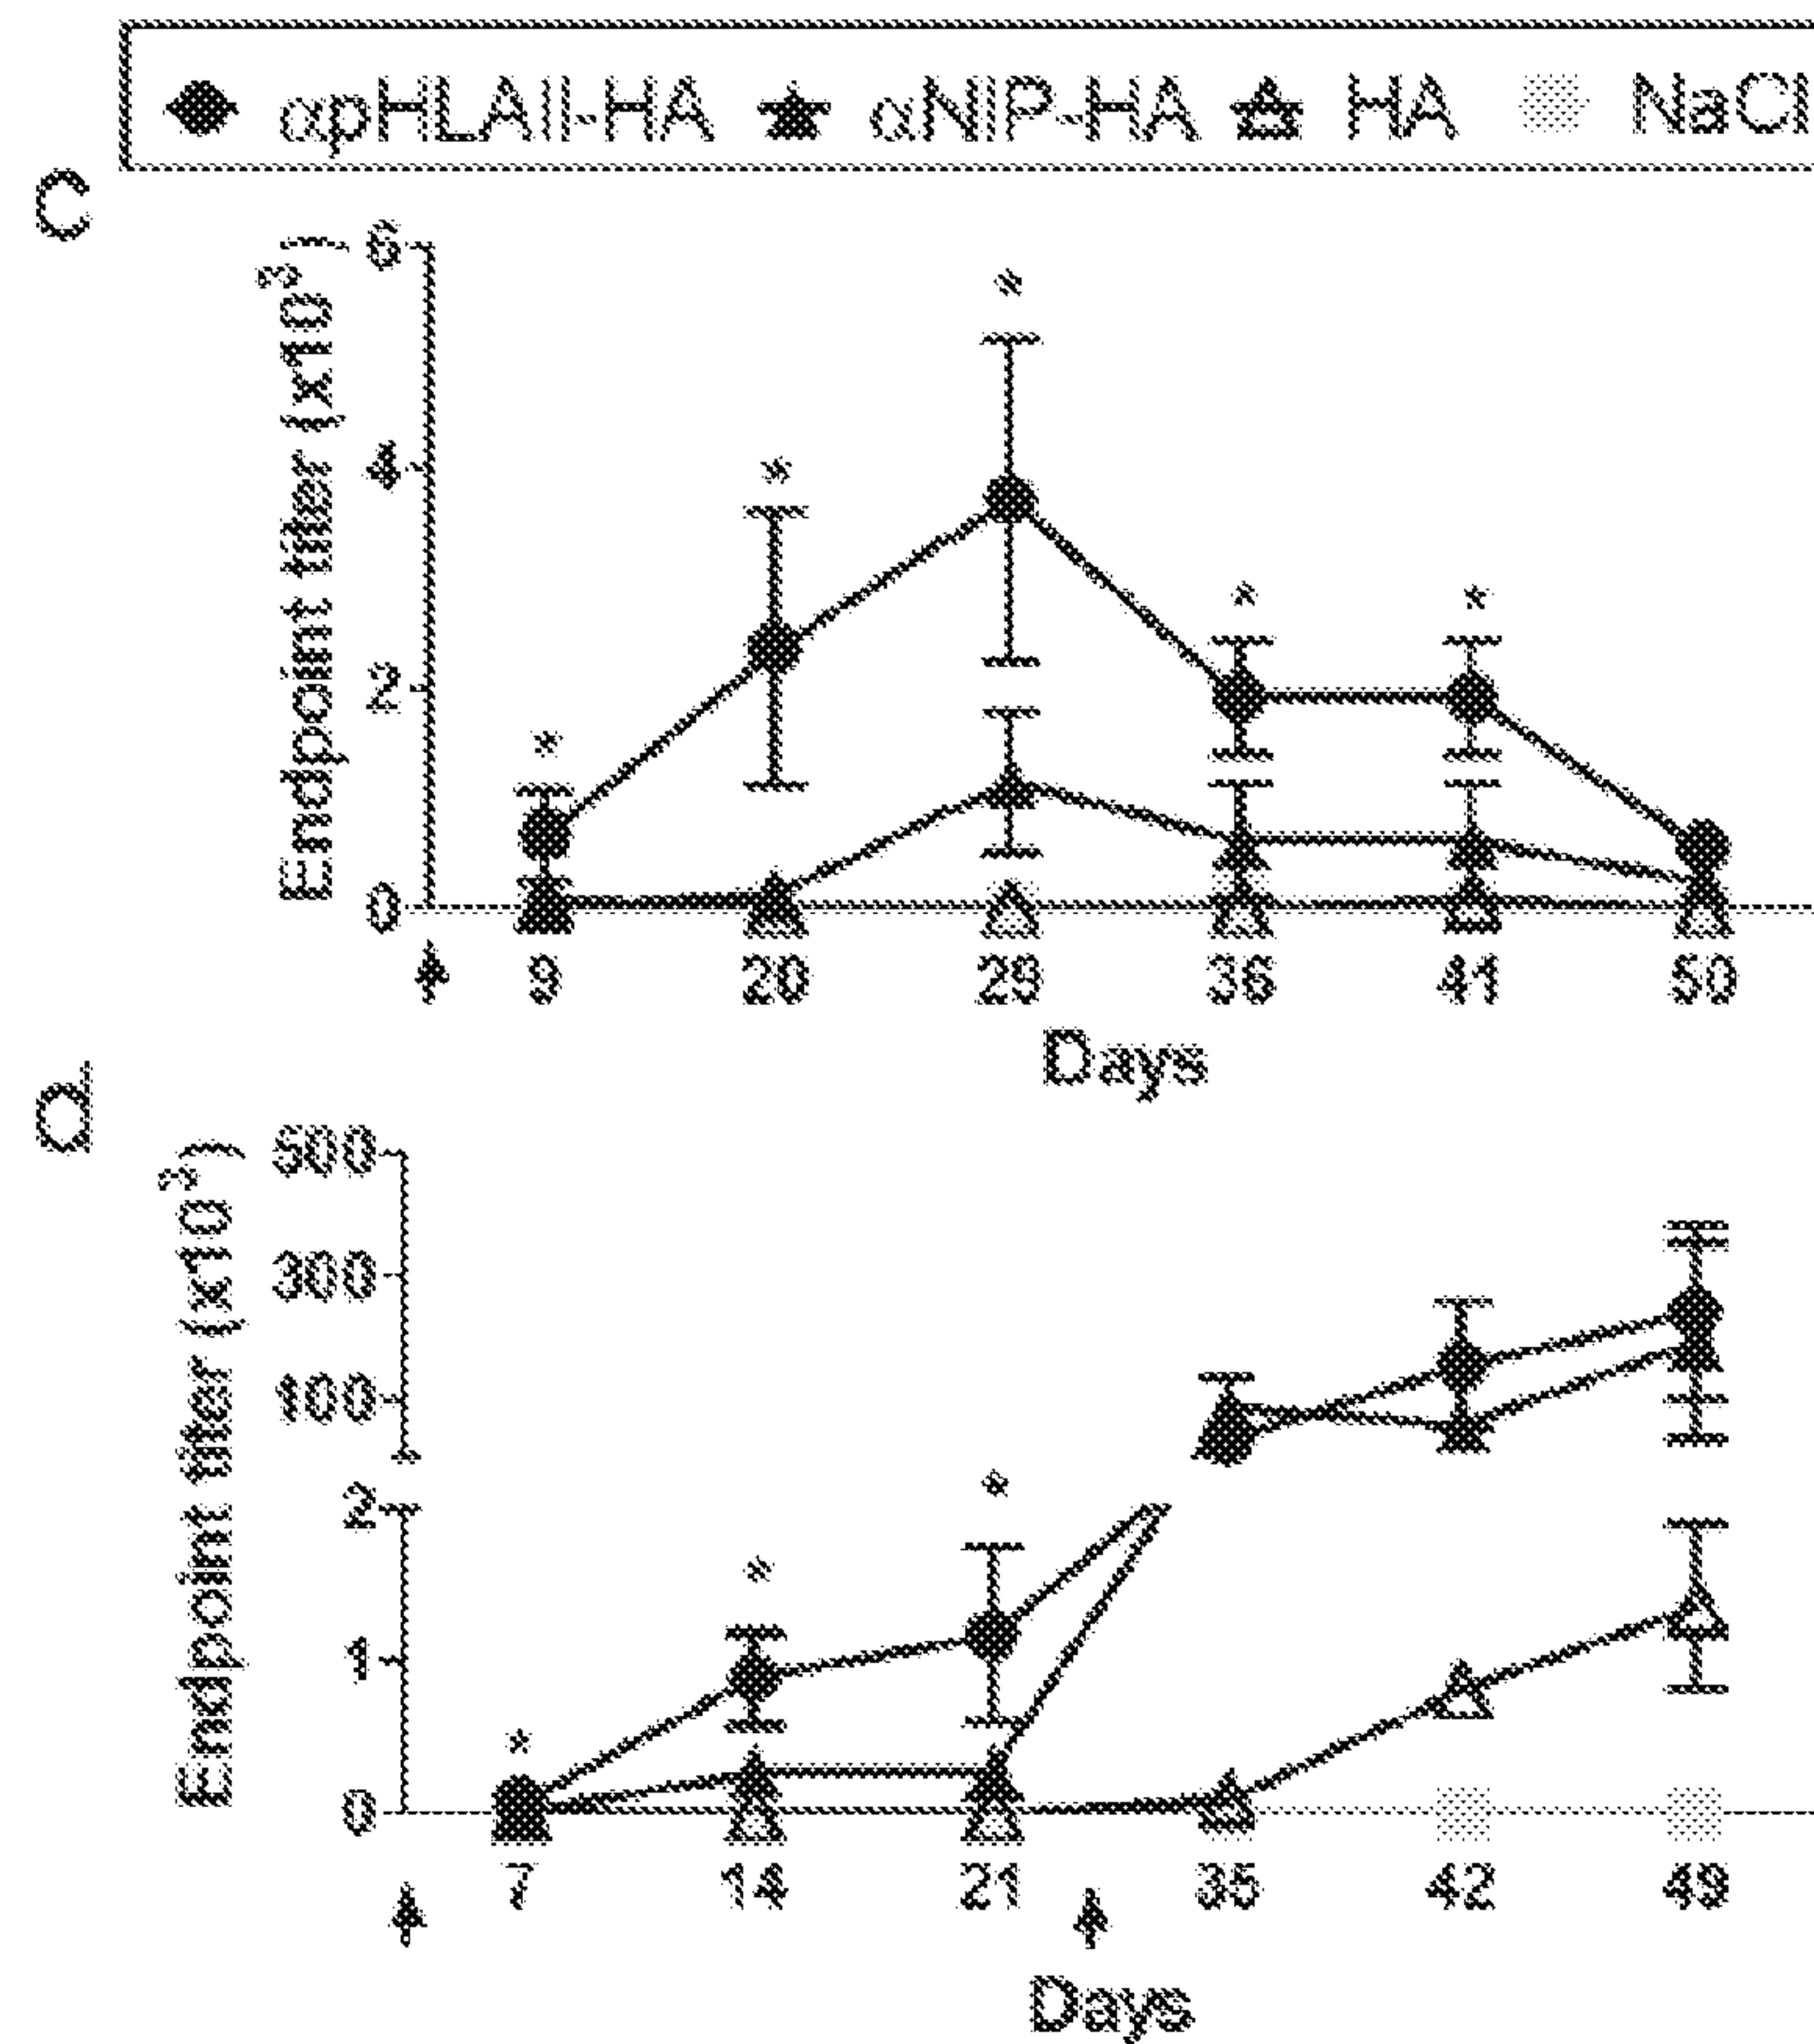 αpHLAII-HA αNIP-HA HA NaCl
c
Endpoint titer (x10³)
6
4
2
0
9 20 29 36 41 50
Days
*
*
*
*
*
d
Endpoint titer (x10³)
500
300
100
2
1
0
7 14 21 35 42 49
Days
*
*
*